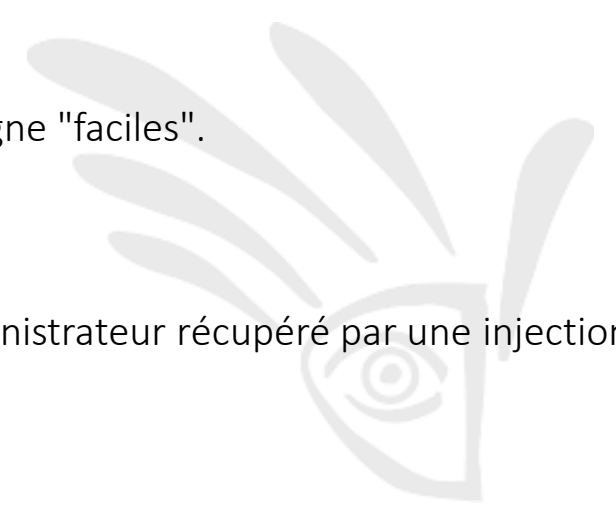 gne "faciles".
nistrateur récupéré par une injection